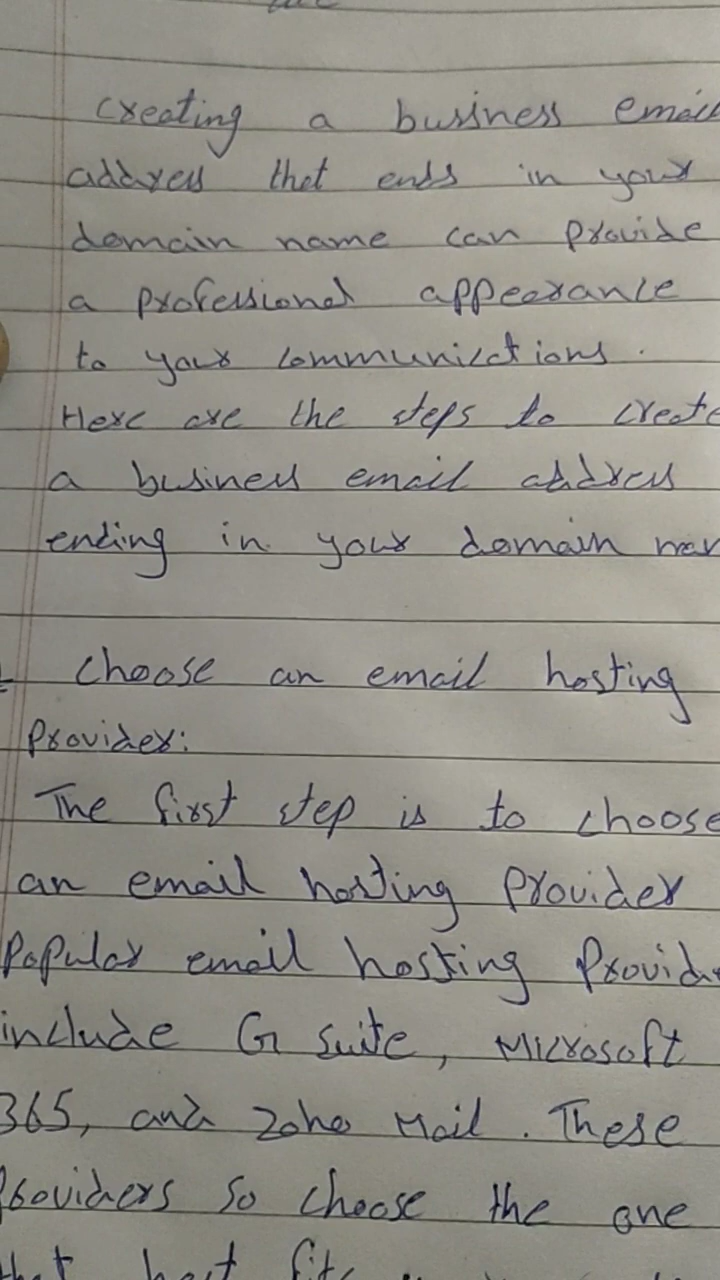 Creating a business email
address that ends in your
domain name can provide
a professional appearance
to your communications.
Here are the steps to create
a business email address
ending in your domain
choose an email hosting
Provider:
The first step is to choose
an email hosting provider
Popular email hosting
include G Suite, Microsoft
365, and Zoho Mail. These
Providers so choose the one
that best fits